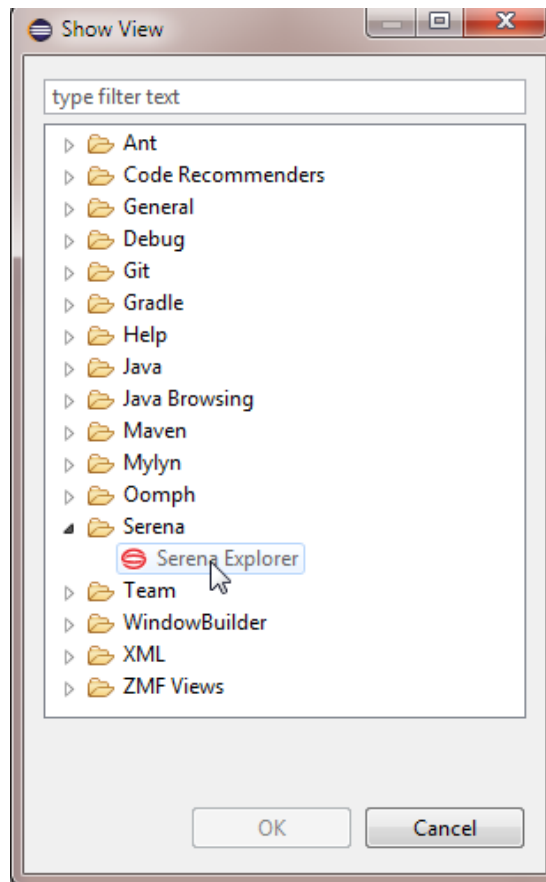 Show View
type filter text
Ant
Code Recommenders
General
Debug
Git
Gradle
Help
Java
Java Browsing
Maven
Mylyn
Oomph
Serena
Serena Explorer
Team
WindowBuilder
XML
ZMF Views
OK Cancel